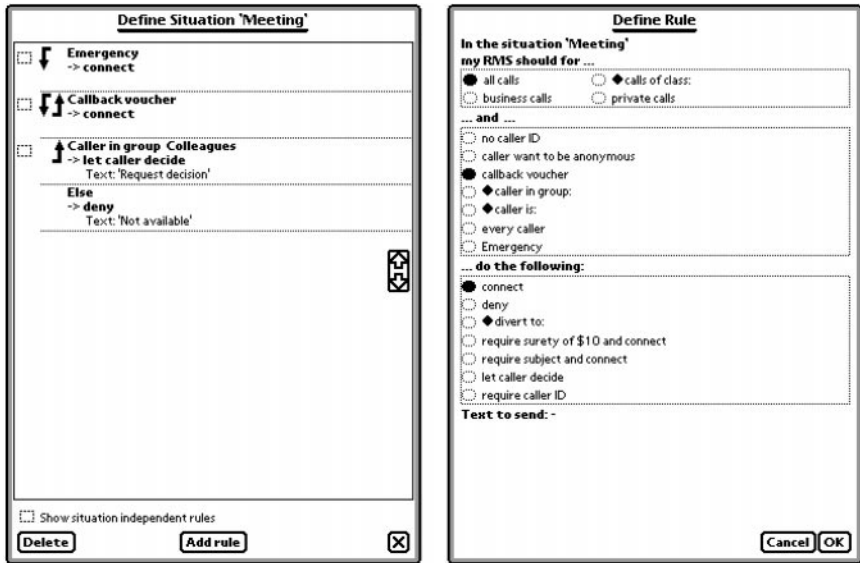 Define Situation 'Meeting'
Emergency
-> connect
Callback voucher
-> connect
Caller in group Colleagues
-> let caller decide
Text: 'Request decision'
Else
-> deny
Text: 'Not available'
Show situation independent rules
Delete
Add rule
Define Rule
In the situation 'Meeting'
my RMS should for ...
all calls
calls of class:
business calls
private calls
... and ...
no caller ID
caller want to be anonymous
callback voucher
caller in group:
caller is:
every caller
Emergency
... do the following:
connect
deny
divert to:
require surety of $10 and connect
require subject and connect
let caller decide
require caller ID
Text to send: -
Cancel
OK